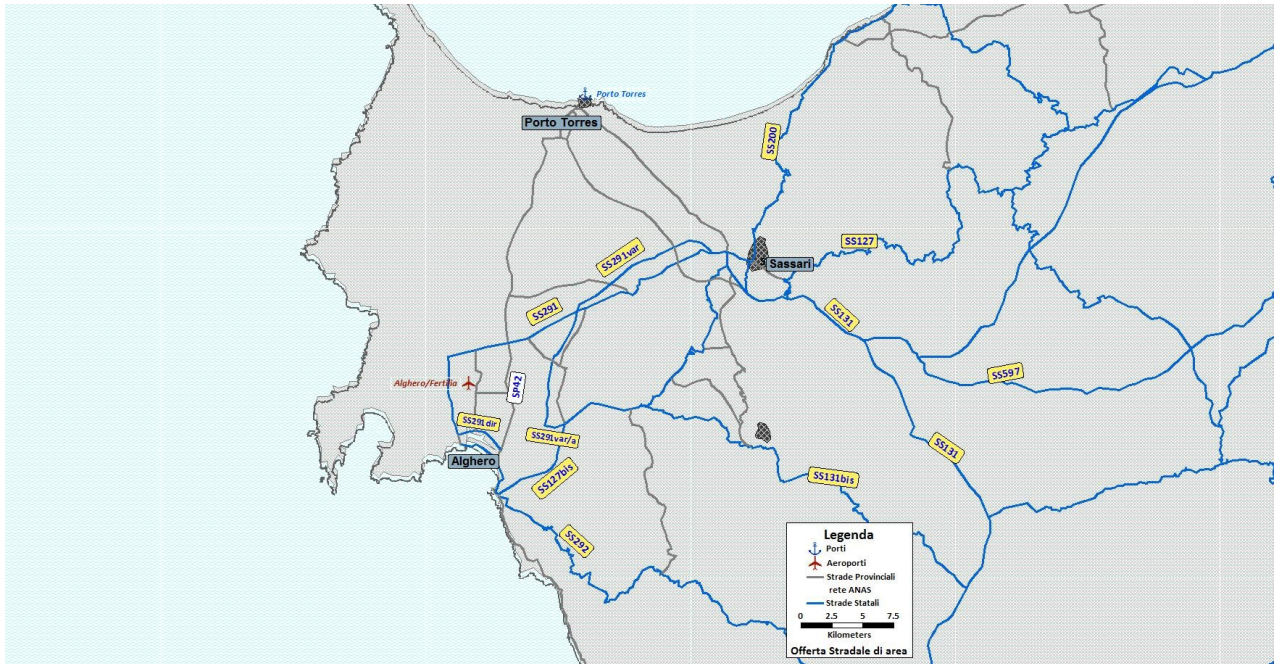 Porto Torres
Porto Torres
SS200
SS127
SS291var
Sassari
SS291
SS131
SS597
Alghero/Fertilia
SP42
SS291dir
SS291var/a
Alghero
SS127bis
SS131
SS131bis
SS292
Legenda
Porti
Aeroporti
Strade Provinciali
rete ANAS
Strade Statali
0 2.5 5 7.5
Kilometers
Offerta Stradale di area